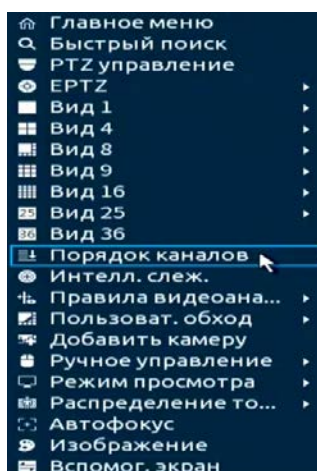 Главное меню
Быстрый поиск
PTZ управление
EPTZ
Вид 1
Вид 4
Вид 8
Вид 9
Вид 16
25 Вид 25
36 Вид 36
Порядок каналов
Интелл. слеж.
Правила видеоана...
Пользоват. обход
Добавить камеру
Ручное управление
Режим просмотра
Распределение то...
Автофокус
Изображение
Вспомог. экран